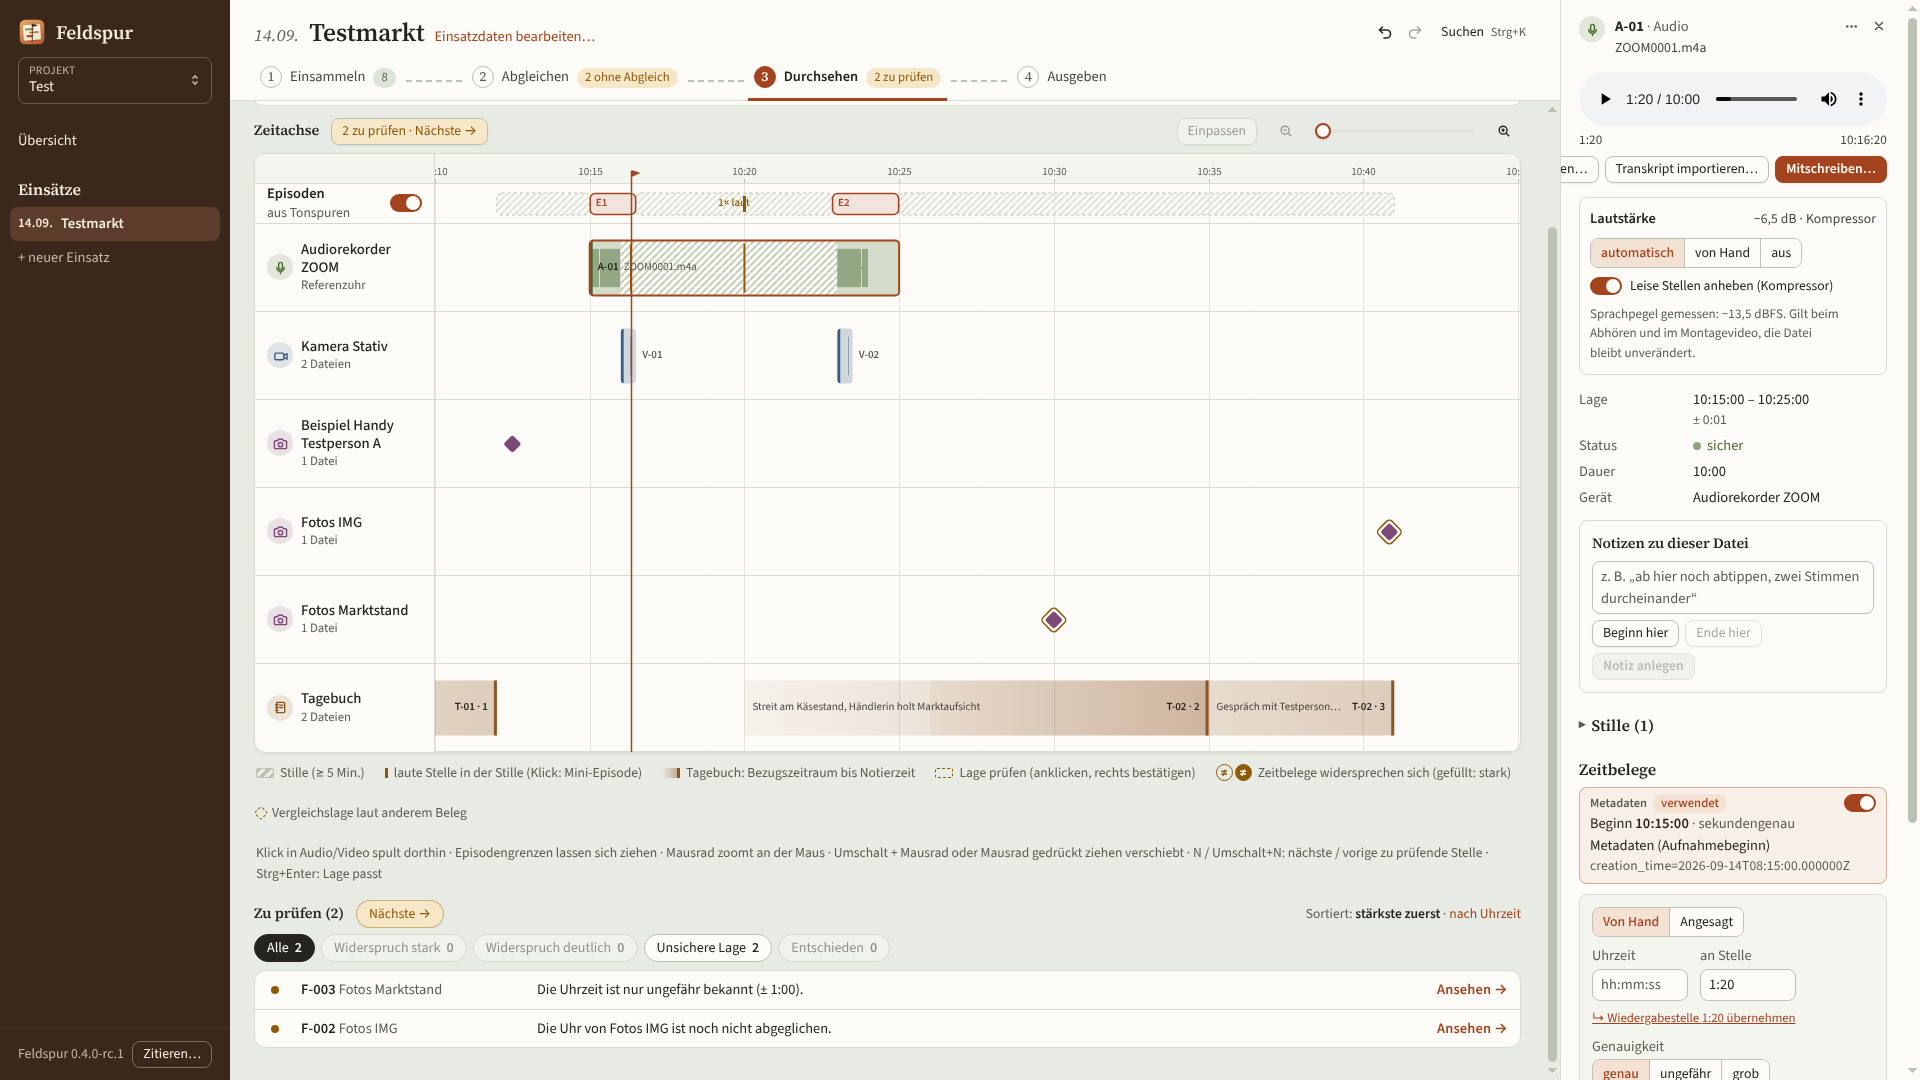 Feldspur
PROJEKT
Test
Übersicht
Einsätze
14.09. Testmarkt
+ neuer Einsatz
Feldspur 0.4.0-rc.1
Zitieren…
14.09. Testmarkt Einsatzdaten bearbeiten…
Suchen Strg+K
1 Einsammeln 8
2 Abgleichen 2 ohne Abgleich
3 Durchsehen 2 zu prüfen
4 Ausgeben
Zeitachse 2 zu prüfen · Nächste →
Einpassen
:10 10:15 10:20 10:25 10:30 10:35 10:40 10:
Episoden
aus Tonspuren
E1 1× laut E2
Audiorekorder
ZOOM
Referenzuhr
A-01 ZOOM0001.m4a
Kamera Stativ
2 Dateien
V-01 V-02
Beispiel Handy
Testperson A
1 Datei
Fotos IMG
1 Datei
Fotos Marktstand
1 Datei
Tagebuch
2 Dateien
T-01 · 1
Streit am Käsestand, Händlerin holt Marktaufsicht T-02 · 2
Gespräch mit Testperson… T-02 · 3
Stille (≥ 5 Min.)
laute Stelle in der Stille (Klick: Mini-Episode)
Tagebuch: Bezugszeitraum bis Notierzeit
Lage prüfen (anklicken, rechts bestätigen)
≠ ≠ Zeitbelege widersprechen sich (gefüllt: stark)
Vergleichslage laut anderem Beleg
Klick in Audio/Video spult dorthin · Episodengrenzen lassen sich ziehen · Mausrad zoomt an der Maus · Umschalt + Mausrad oder Mausrad gedrückt ziehen verschiebt · N / Umschalt+N: nächste / vorige zu prüfende Stelle ·
Strg+Enter: Lage passt
Zu prüfen (2) Nächste →
Sortiert: stärkste zuerst · nach Uhrzeit
Alle 2
Widerspruch stark 0
Widerspruch deutlich 0
Unsichere Lage 2
Entschieden 0
F-003 Fotos Marktstand Die Uhrzeit ist nur ungefähr bekannt (± 1:00). Ansehen →
F-002 Fotos IMG Die Uhr von Fotos IMG ist noch nicht abgeglichen. Ansehen →
A-01 · Audio
ZOOM0001.m4a
1:20 / 10:00
1:20 10:16:20
en… Transkript importieren… Mitschreiben…
Lautstärke −6,5 dB · Kompressor
automatisch von Hand aus
Leise Stellen anheben (Kompressor)
Sprachpegel gemessen: −13,5 dBFS. Gilt beim
Abhören und im Montagevideo, die Datei
bleibt unverändert.
Lage 10:15:00 – 10:25:00
± 0:01
Status sicher
Dauer 10:00
Gerät Audiorekorder ZOOM
Notizen zu dieser Datei
z. B. „ab hier noch abtippen, zwei Stimmen
durcheinander“
Beginn hier Ende hier
Notiz anlegen
Stille (1)
Zeitbelege
Metadaten verwendet
Beginn 10:15:00 · sekundengenau
Metadaten (Aufnahmebeginn)
creation_time=2026-09-14T08:15:00.000000Z
Von Hand Angesagt
Uhrzeit an Stelle
hh:mm:ss 1:20
↳ Wiedergabestelle 1:20 übernehmen
Genauigkeit
genau ungefähr grob